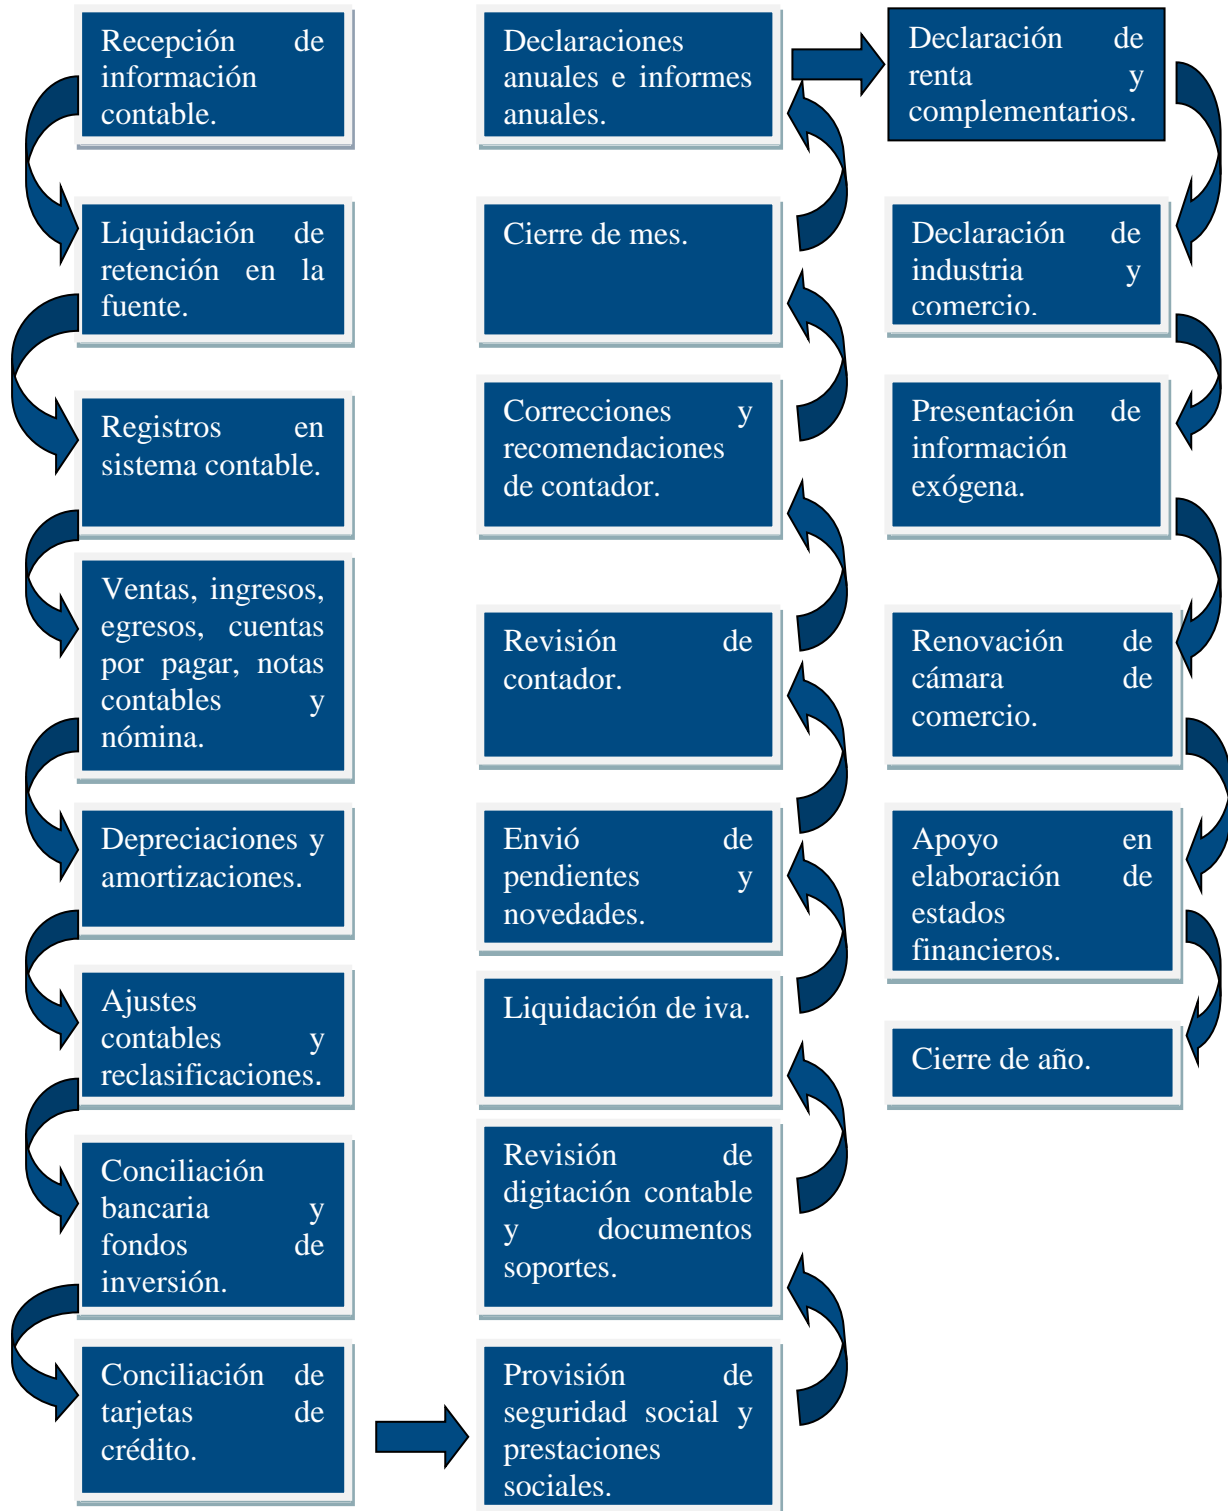 Recepción de
información
contable.
Liquidación de
retención en la
fuente.
Registros en
sistema contable.
Ventas, ingresos,
egresos, cuentas
por pagar, notas
contables y
nómina.
Depreciaciones y
amortizaciones.
Ajustes
contables y
reclasificaciones.
Conciliación
bancaria y
fondos de
inversión.
Conciliación de
tarjetas de
crédito.
Provisión de
seguridad social y
prestaciones
sociales.
Revisión de
digitación contable
y documentos
soportes.
Liquidación de iva.
Envió de
pendientes y
novedades.
Revisión de
contador.
Correcciones y
recomendaciones
de contador.
Cierre de mes.
Declaraciones
anuales e informes
anuales.
Declaración de
renta y
complementarios.
Declaración de
industria y
comercio.
Presentación de
información
exógena.
Renovación de
cámara de
comercio.
Apoyo en
elaboración de
estados
financieros.
Cierre de año.